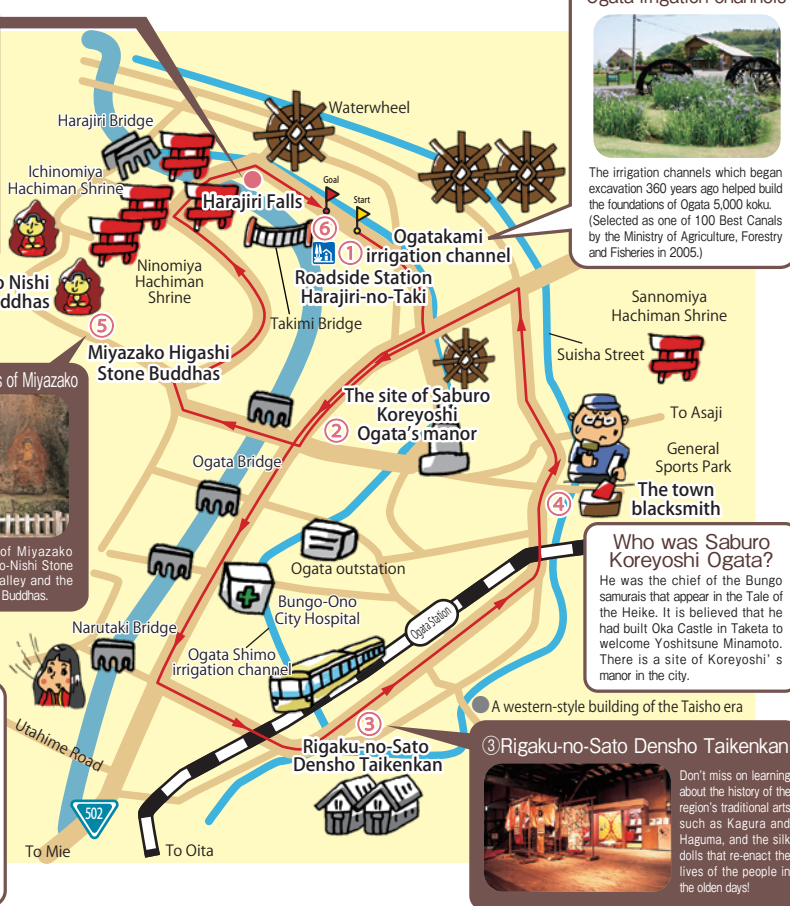 Ogata irrigation channels
The irrigation channels which began
excavation 360 years ago helped build
the foundations of Ogata 5,000 koku.
(Selected as one of 100 Best Canals
by the Ministry of Agriculture, Forestry
and Fisheries in 2005.)
Waterwheel
Harajiri Bridge
Ichinomiya
Hachiman Shrine
Harajiri Falls
Goal
Start
⑥
①
Ogatakami
irrigation channel
Roadside Station
Harajiri-no-Taki
Ninomiya
Hachiman
Shrine
Takimi Bridge
Nishi
⑤
Miyazako Higashi
Stone Buddhas
Sannomiya
Hachiman Shrine
Suisha Street
of Miyazako
The site of Saburo
Koreyoshi
Ogata's manor
②
To Asaji
General
Sports Park
The town
blacksmith
④
Ogata Bridge
of Miyazako
o-Nishi Stone
alley and the
Buddhas.
Ogata outstation
Bungo-Ono
City Hospital
Who was Saburo
Koreyoshi Ogata?
He was the chief of the Bungo
samurais that appear in the Tale of
the Heike. It is believed that he
had built Oka Castle in Taketa to
welcome Yoshitsune Minamoto.
There is a site of Koreyoshi's
manor in the city.
Narutaki Bridge
Ogata Shimo
irrigation channel
Ogata Station
A western-style building of the Taisho era
③
Rigaku-no-Sato
Densho Taikenkan
Utahime Road
502
To Mie
To Oita
③Rigaku-no-Sato Densho Taikenkan
Don't miss on learning
about the history of the
region's traditional arts
such as Kagura and
Haguma, and the silk
dolls that re-enact the
lives of the people in
the olden days!